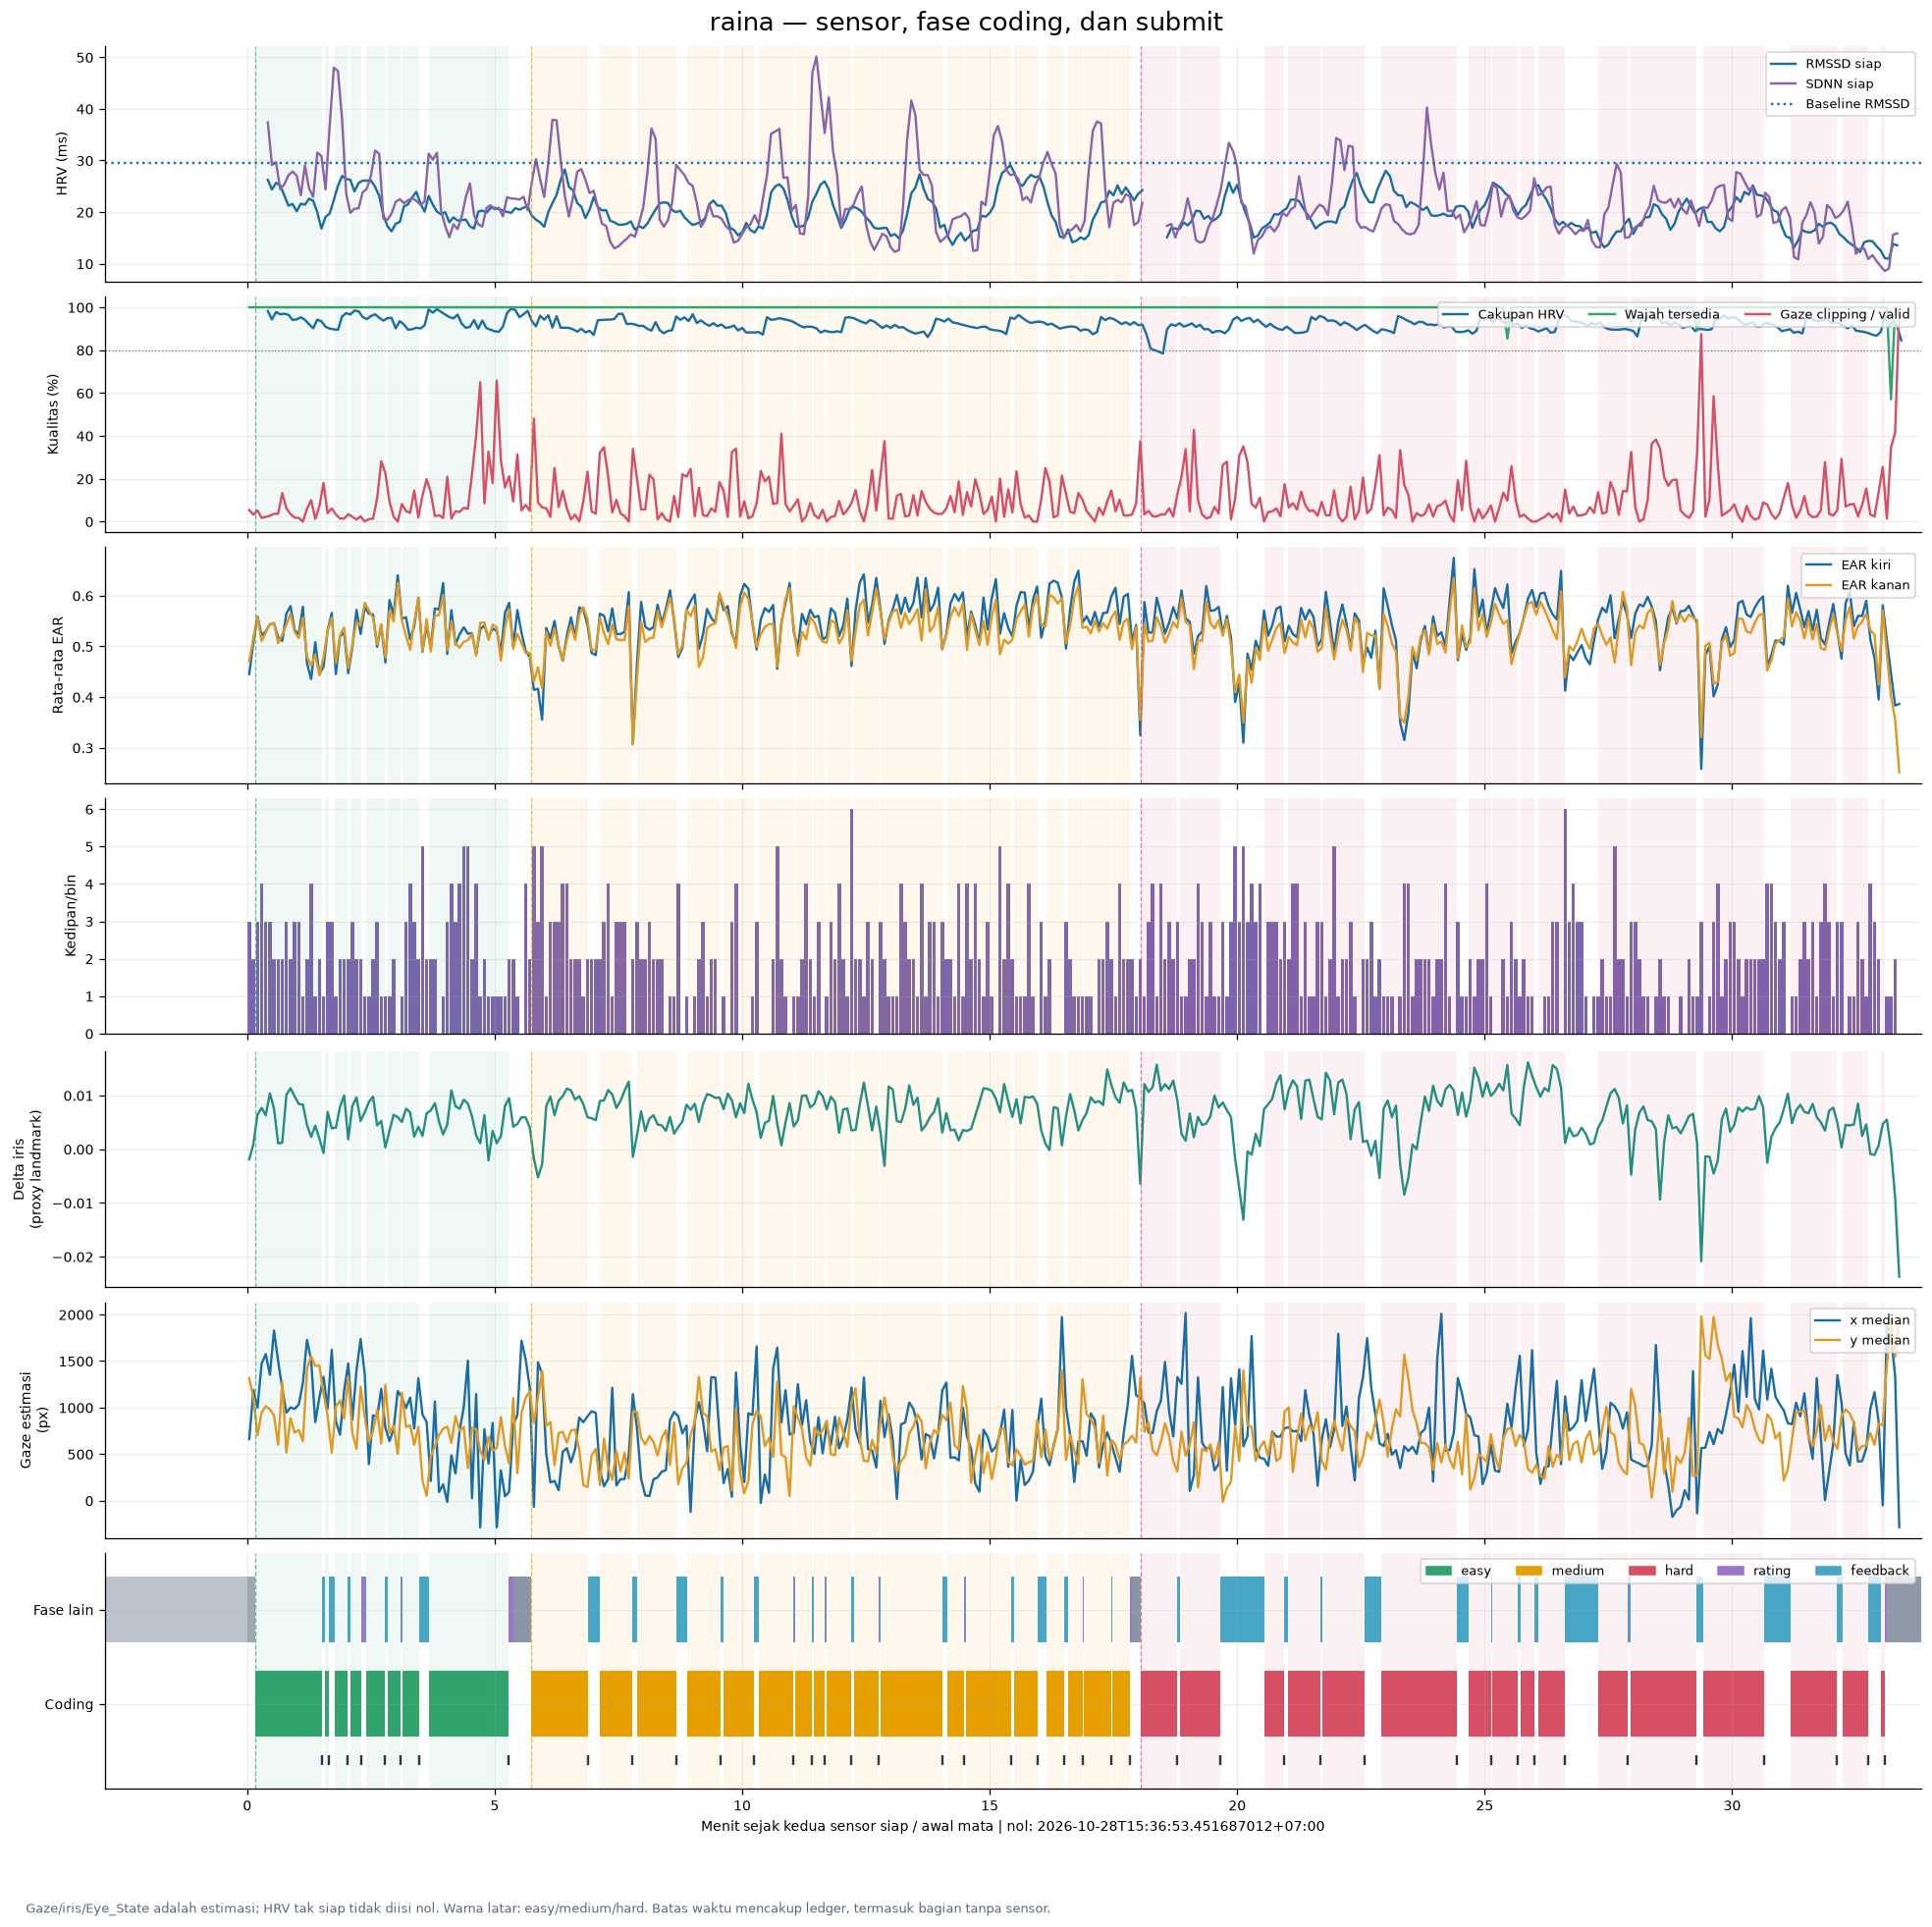 raina — sensor, fase coding, dan submit
HRV (ms)
50
40
30
20
10
RMSSD siap
SDNN siap
Baseline RMSSD
Kualitas (%)
100
80
60
40
20
0
Cakupan HRV
Wajah tersedia
Gaze clipping / valid
Rata-rata EAR
0.6
0.5
0.4
0.3
EAR kiri
EAR kanan
Kedipan/bin
6
5
4
3
2
1
0
Delta iris
(proxy landmark)
0.01
0.00
−0.01
−0.02
Gaze estimasi
(px)
2000
1500
1000
500
0
x median
y median
Fase lain
Coding
easy
medium
hard
rating
feedback
0
5
10
15
20
25
30
Menit sejak kedua sensor siap / awal mata | nol: 2026-10-28T15:36:53.451687012+07:00
Gaze/iris/Eye_State adalah estimasi; HRV tak siap tidak diisi nol. Warna latar: easy/medium/hard. Batas waktu mencakup ledger, termasuk bagian tanpa sensor.